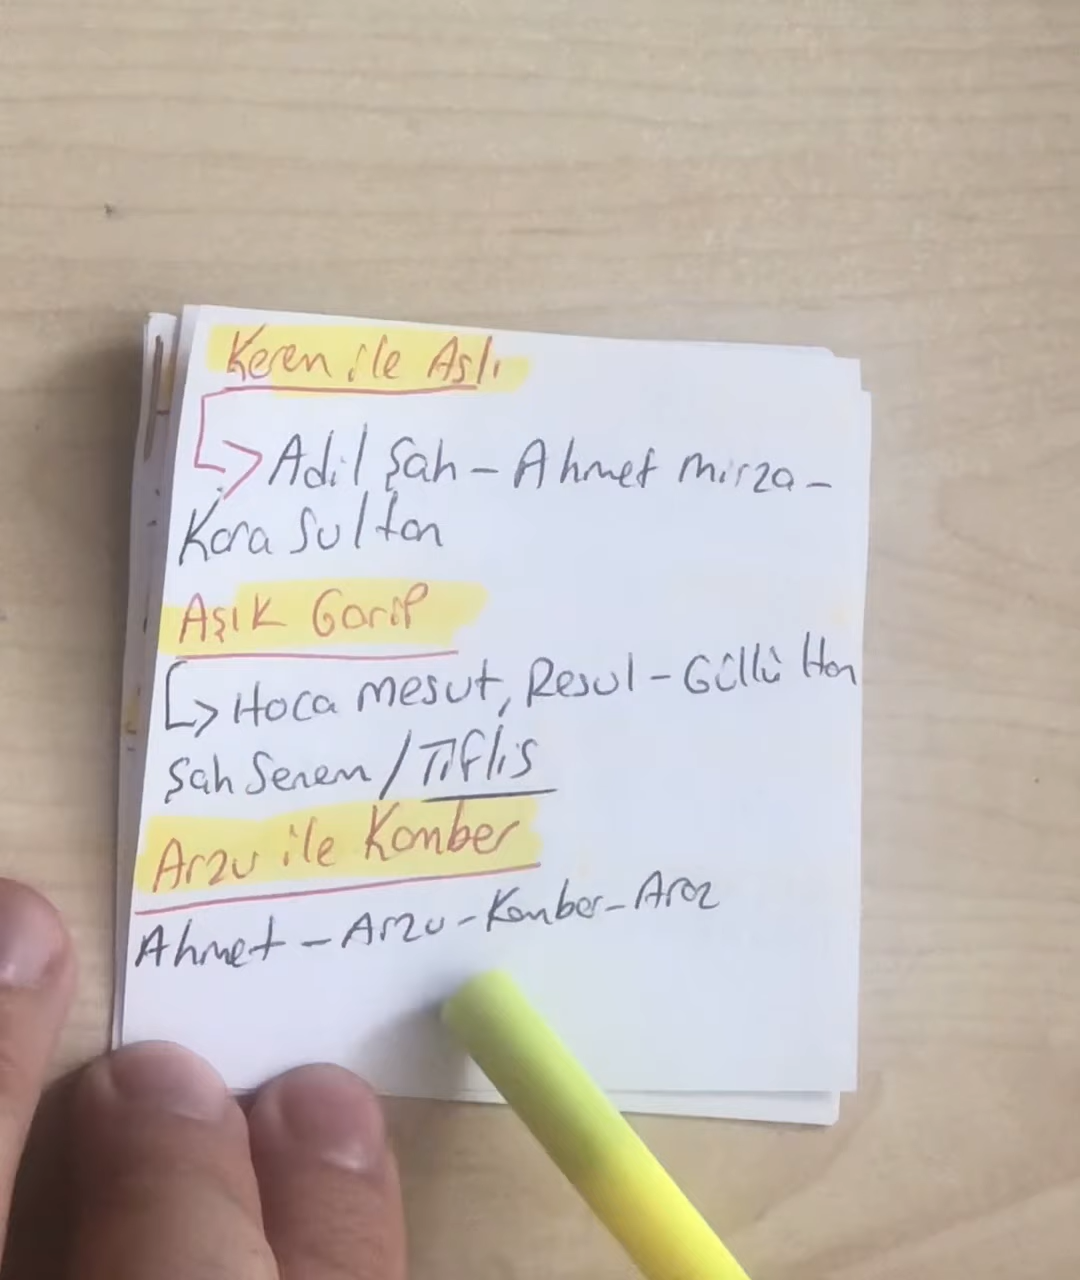 Kerem ile Aslı
Adil Şah - Ahmet Mirza -
Kara Sultan
Aşık Garip
Hoca Mesut, Resul - Güllü Han
Şah Senem / Tiflis
Arzu ile Kamber
Ahmet - Arzu - Kamber - Araz